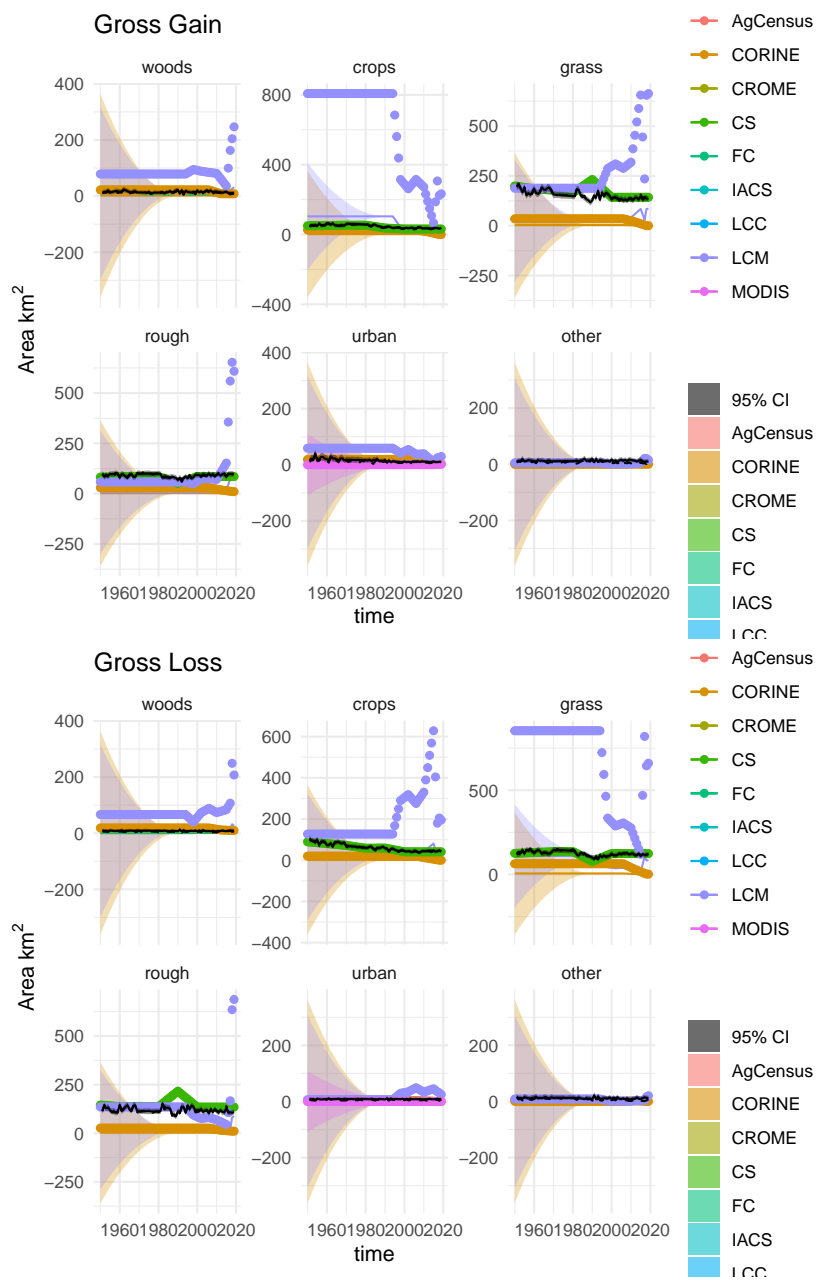 Gross Gain
woods
crops
grass
400
200
0
−200
800
400
0
−400
500
250
0
−250
rough
urban
other
500
250
0
−250
400
200
0
−200
200
0
−200
1960198020002020
1960198020002020
1960198020002020
time
Area km²
AgCensus
CORINE
CROME
CS
FC
IACS
LCC
LCM
MODIS
95% CI
AgCensus
CORINE
CROME
CS
FC
IACS
LCC
Gross Loss
woods
crops
grass
400
200
0
−200
600
400
200
0
−200
−400
500
0
rough
urban
other
500
250
0
−250
200
0
−200
200
0
−200
1960198020002020
1960198020002020
1960198020002020
time
Area km²
AgCensus
CORINE
CROME
CS
FC
IACS
LCC
LCM
MODIS
95% CI
AgCensus
CORINE
CROME
CS
FC
IACS
LCC